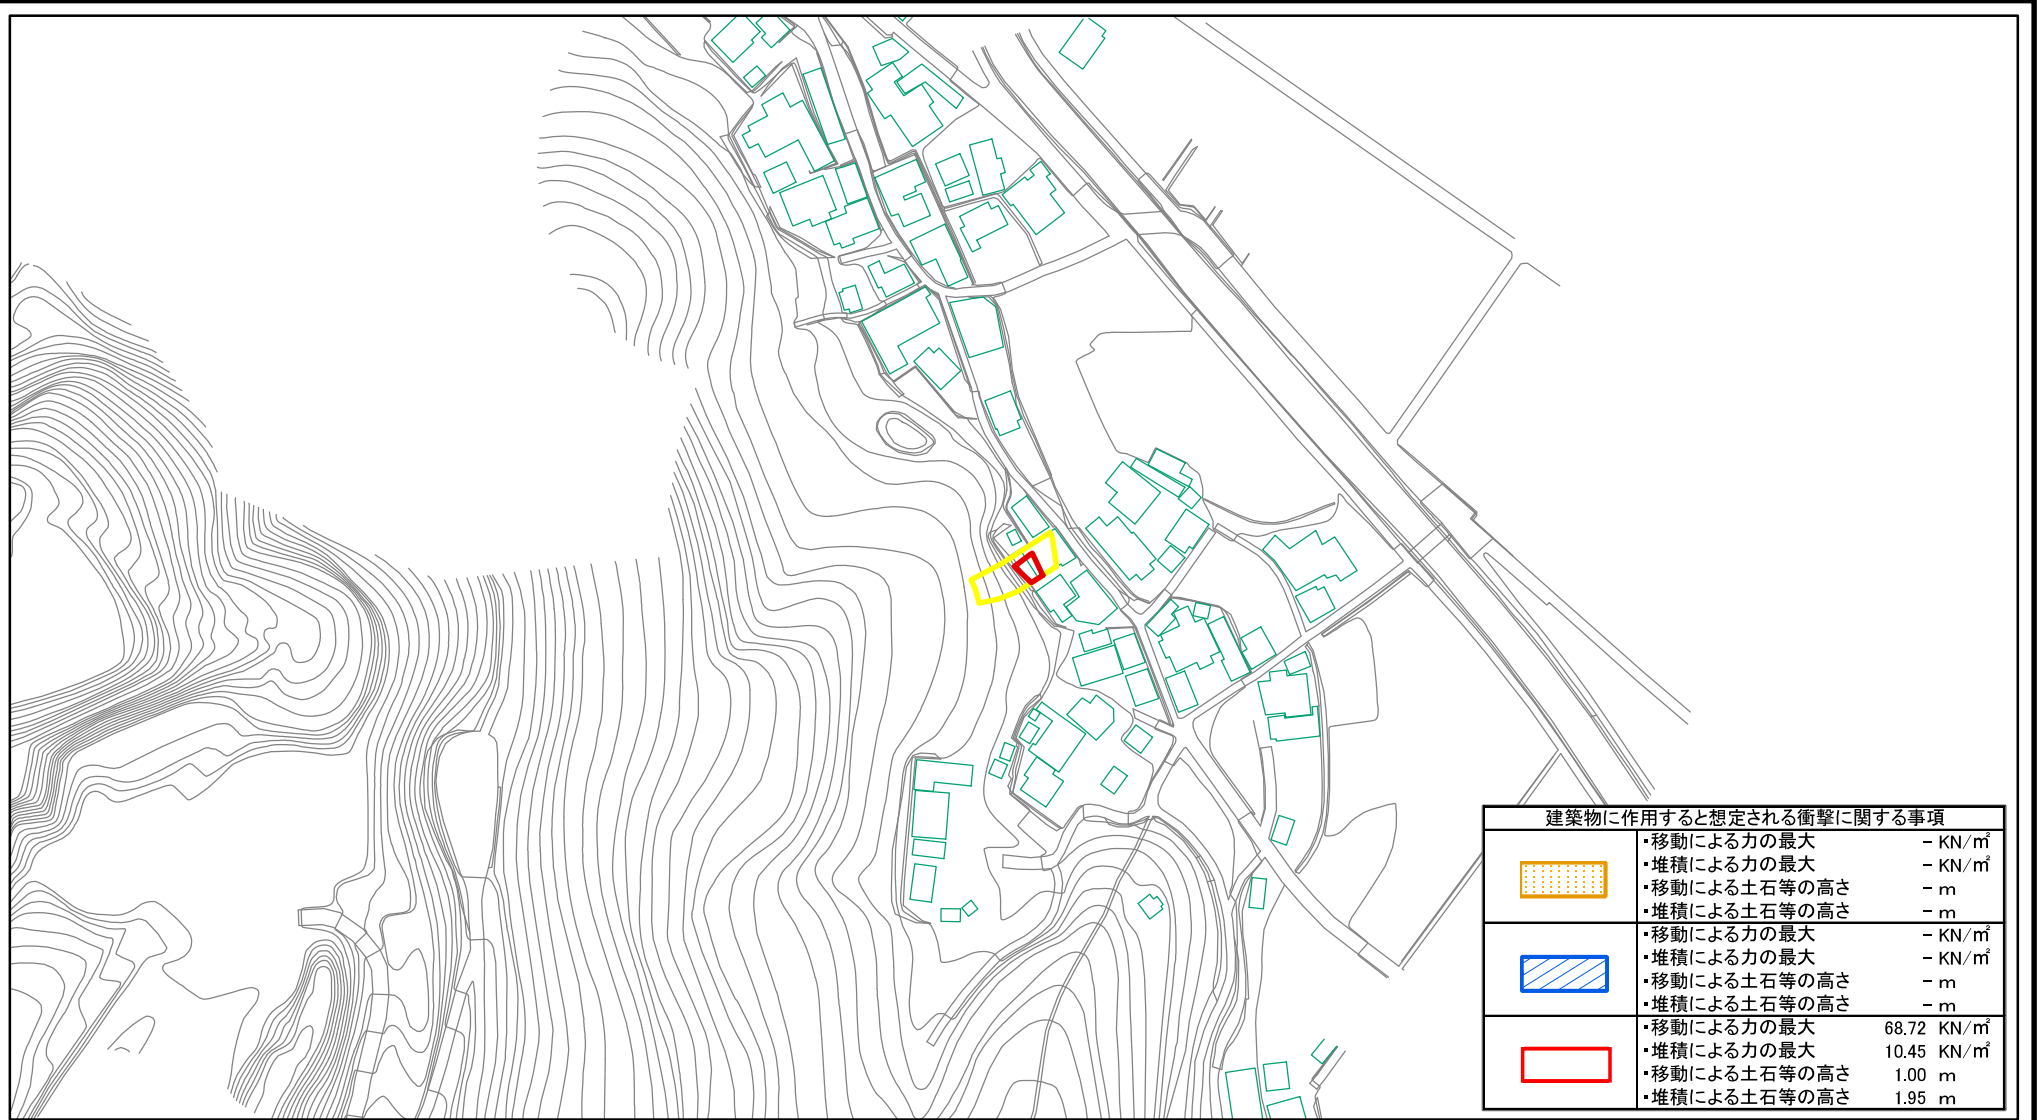 建築物に作用すると想定される衝撃に関する事項
・移動による力の最大 - KN/㎡
・堆積による力の最大 - KN/㎡
・移動による土石等の高さ - m
・堆積による土石等の高さ - m
・移動による力の最大 - KN/㎡
・堆積による力の最大 - KN/㎡
・移動による土石等の高さ - m
・堆積による土石等の高さ - m
・移動による力の最大 68.72 KN/㎡
・堆積による力の最大 10.45 KN/㎡
・移動による土石等の高さ 1.00 m
・堆積による土石等の高さ 1.95 m